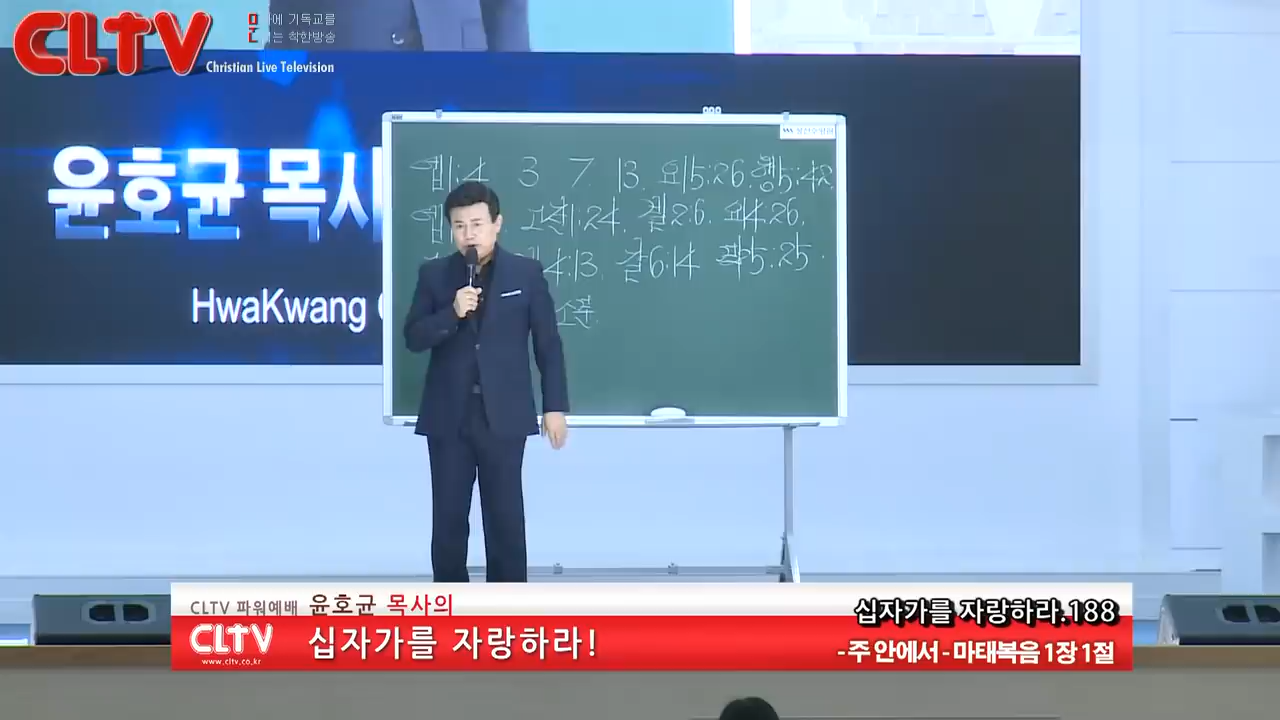 CLTV
에 기독교를
는 착한방송
Christian Live Television
윤호균 목사
HwaKwang
엡1:4 3 7 13 요15:26 행5:42
엡 고전1:24 골2:6 요14:26
4:13 갈6:14 막5:25
CLTV 파워예배 윤호균 목사의
십자가를 자랑하라.188
CLTV
www.cltv.co.kr
십자가를 자랑하라!
- 주 안에서 - 마태복음 1장 1절